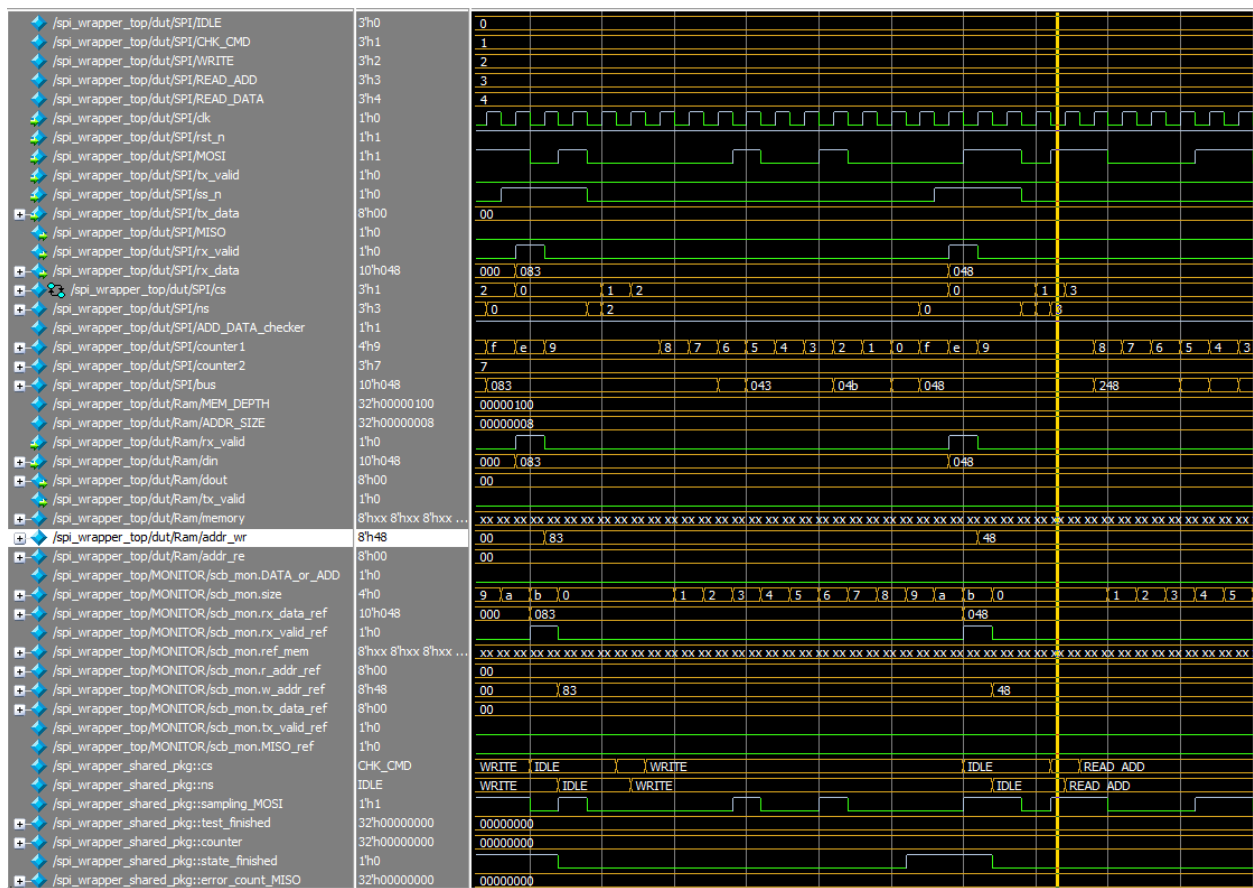 /spi_wrapper_top/dut/SPI/IDLE 3'h0 0
/spi_wrapper_top/dut/SPI/CHK_CMD 3'h1 1
/spi_wrapper_top/dut/SPI/WRITE 3'h2 2
/spi_wrapper_top/dut/SPI/READ_ADD 3'h3 3
/spi_wrapper_top/dut/SPI/READ_DATA 3'h4 4
/spi_wrapper_top/dut/SPI/clk 1'h0
/spi_wrapper_top/dut/SPI/rst_n 1'h1
/spi_wrapper_top/dut/SPI/MOSI 1'h1
/spi_wrapper_top/dut/SPI/tx_valid 1'h0
/spi_wrapper_top/dut/SPI/ss_n 1'h0
/spi_wrapper_top/dut/SPI/tx_data 8'h00 00
/spi_wrapper_top/dut/SPI/MISO 1'h0
/spi_wrapper_top/dut/SPI/rx_valid 1'h0
/spi_wrapper_top/dut/SPI/rx_data 10'h048 000 083 048
/spi_wrapper_top/dut/SPI/cs 3'h1 2 0 1 2 0 1 3
/spi_wrapper_top/dut/SPI/ns 3'h3 0 2 0 3
/spi_wrapper_top/dut/SPI/ADD_DATA_checker 1'h1
/spi_wrapper_top/dut/SPI/counter1 4'h9 f e 9 8 7 6 5 4 3 2 1 0 f e 9 8 7 6 5 4 3
/spi_wrapper_top/dut/SPI/counter2 3'h7 7
/spi_wrapper_top/dut/SPI/bus 10'h048 083 043 04b 048 248
/spi_wrapper_top/dut/Ram/MEM_DEPTH 32'h00000100 00000100
/spi_wrapper_top/dut/Ram/ADDR_SIZE 32'h00000008 00000008
/spi_wrapper_top/dut/Ram/rx_valid 1'h0
/spi_wrapper_top/dut/Ram/din 10'h048 000 083 048
/spi_wrapper_top/dut/Ram/dout 8'h00 00
/spi_wrapper_top/dut/Ram/tx_valid 1'h0
/spi_wrapper_top/dut/Ram/memory 8'hxx 8'hxx 8'hxx ...
/spi_wrapper_top/dut/Ram/addr_wr 8'h48 00 83 48
/spi_wrapper_top/dut/Ram/addr_re 8'h00 00
/spi_wrapper_top/MONITOR/scb_mon.DATA_or_ADD 1'h0
/spi_wrapper_top/MONITOR/scb_mon.size 4'h0 9 a b 0 1 2 3 4 5 6 7 8 9 a b 0 1 2 3 4 5
/spi_wrapper_top/MONITOR/scb_mon.rx_data_ref 10'h048 000 083 048
/spi_wrapper_top/MONITOR/scb_mon.rx_valid_ref 1'h0
/spi_wrapper_top/MONITOR/scb_mon.ref_mem 8'hxx 8'hxx 8'hxx ...
/spi_wrapper_top/MONITOR/scb_mon.r_addr_ref 8'h00 00
/spi_wrapper_top/MONITOR/scb_mon.w_addr_ref 8'h48 00 83 48
/spi_wrapper_top/MONITOR/scb_mon.tx_data_ref 8'h00 00
/spi_wrapper_top/MONITOR/scb_mon.tx_valid_ref 1'h0
/spi_wrapper_top/MONITOR/scb_mon.MISO_ref 1'h0
/spi_wrapper_shared_pkg::cs CHK_CMD WRITE IDLE WRITE IDLE READ_ADD
/spi_wrapper_shared_pkg::ns IDLE WRITE IDLE WRITE IDLE READ_ADD
/spi_wrapper_shared_pkg::sampling_MOSI 1'h1
/spi_wrapper_shared_pkg::test_finished 32'h00000000 00000000
/spi_wrapper_shared_pkg::counter 32'h00000000 00000000
/spi_wrapper_shared_pkg::state_finished 1'h0
/spi_wrapper_shared_pkg::error_count_MISO 32'h00000000 00000000